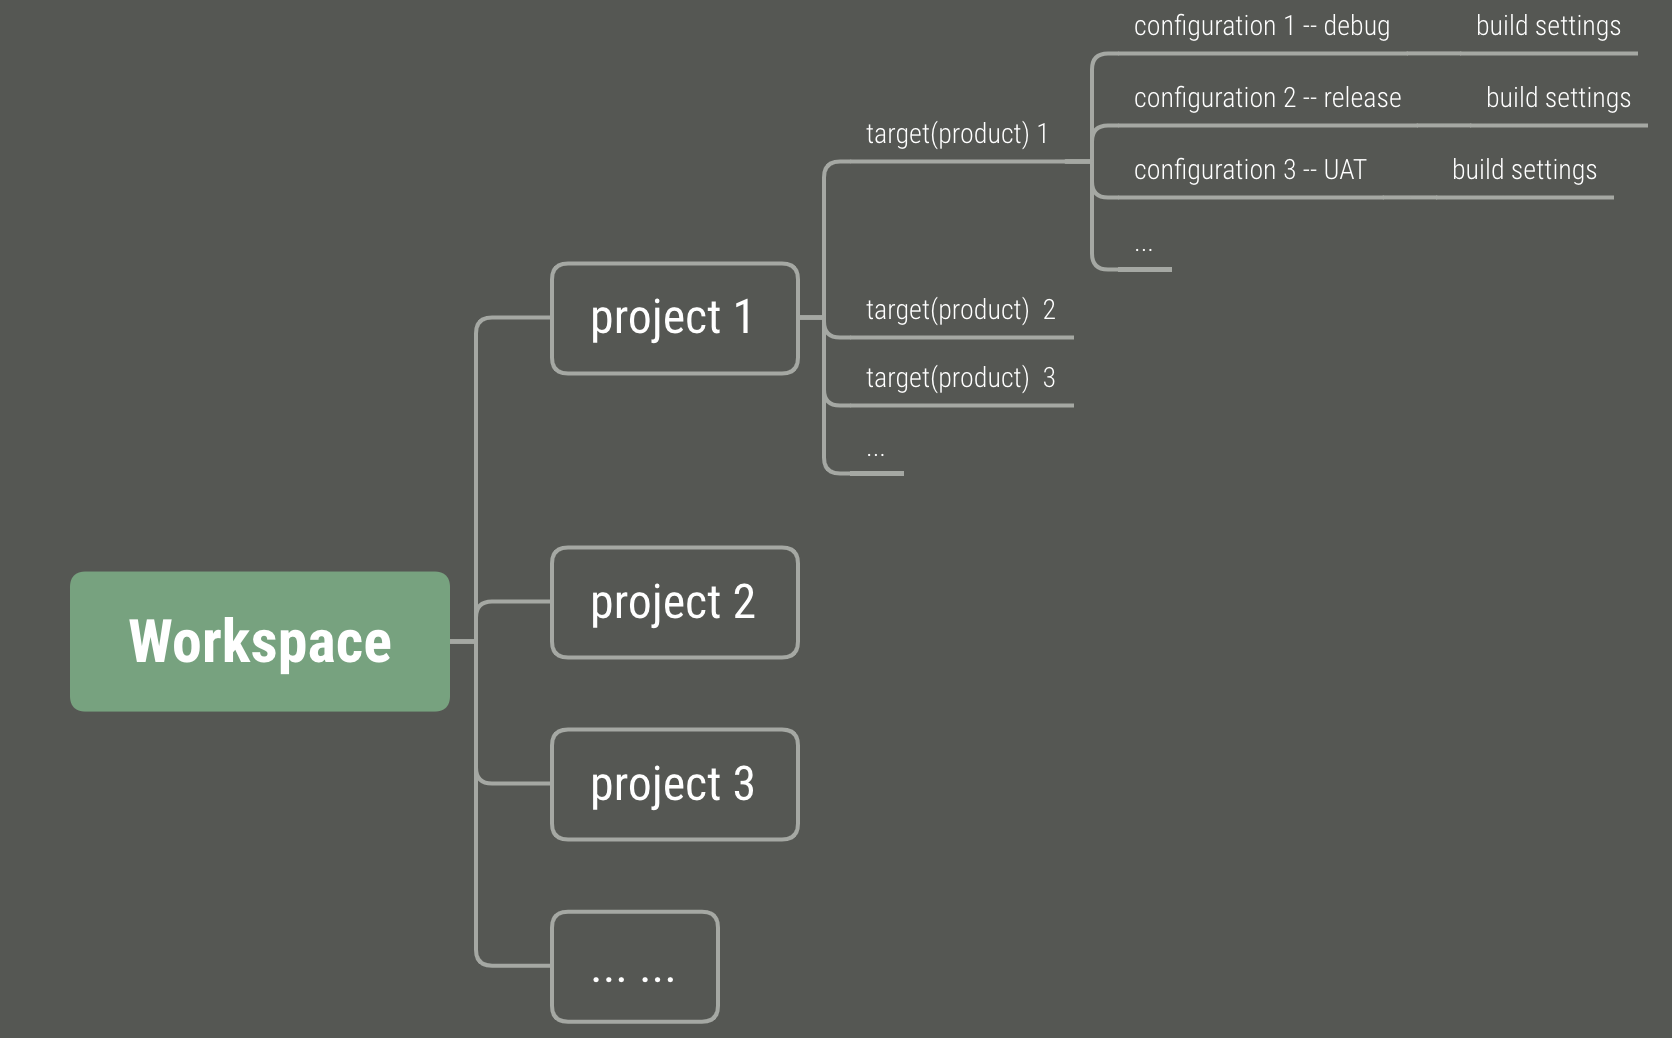 configuration 1 -- debug
build settings
configuration 2 -- release
build settings
target(product) 1
configuration 3 -- UAT
build settings
...
project 1
target(product)  2
target(product)  3
...
project 2
Workspace
project 3
... ...